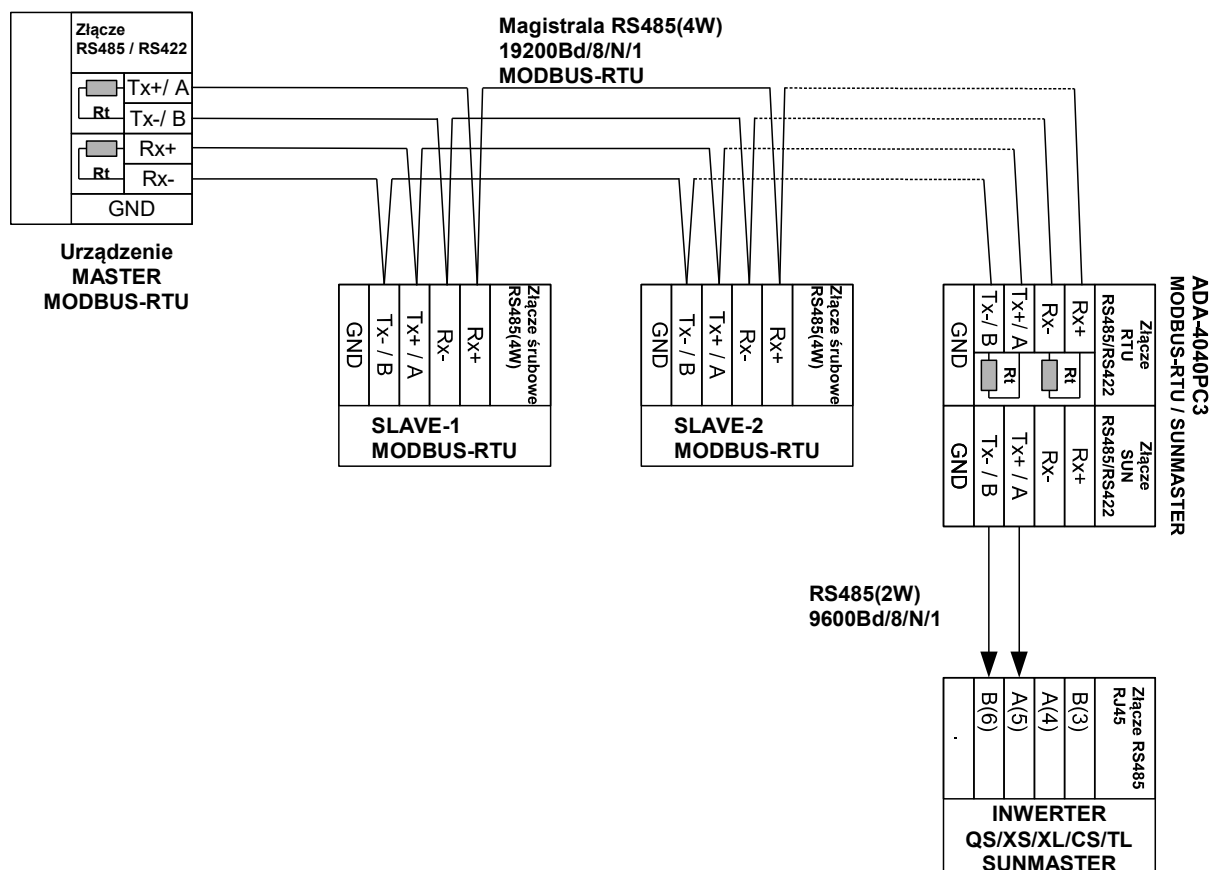 Złącze
RS485 / RS422
Tx+/ A
Tx-/ B
Rx+
Rx-
GND
Rt
Rt
Urządzenie
MASTER
MODBUS-RTU
Magistrala RS485(4W)
19200Bd/8/N/1
MODBUS-RTU
Złącze śrubowe
RS485(4W)
Rx+
Rx-
Tx+ / A
Tx- / B
GND
SLAVE-1
MODBUS-RTU
Złącze śrubowe
RS485(4W)
Rx+
Rx-
Tx+ / A
Tx- / B
GND
SLAVE-2
MODBUS-RTU
ADA-4040PC3
MODBUS-RTU / SUNMASTER
Złącze
RTU
RS485/RS422
Rx+
Rx-
Tx+/ A
Tx-/ B
GND
Rt
Rt
Złącze
SUN
RS485/RS422
Rx+
Rx-
Tx+ / A
Tx- / B
GND
RS485(2W)
9600Bd/8/N/1
Złącze RS485
RJ45
B(3)
A(4)
A(5)
B(6)
.
INWERTER
QS/XS/XL/CS/TL
SUNMASTER